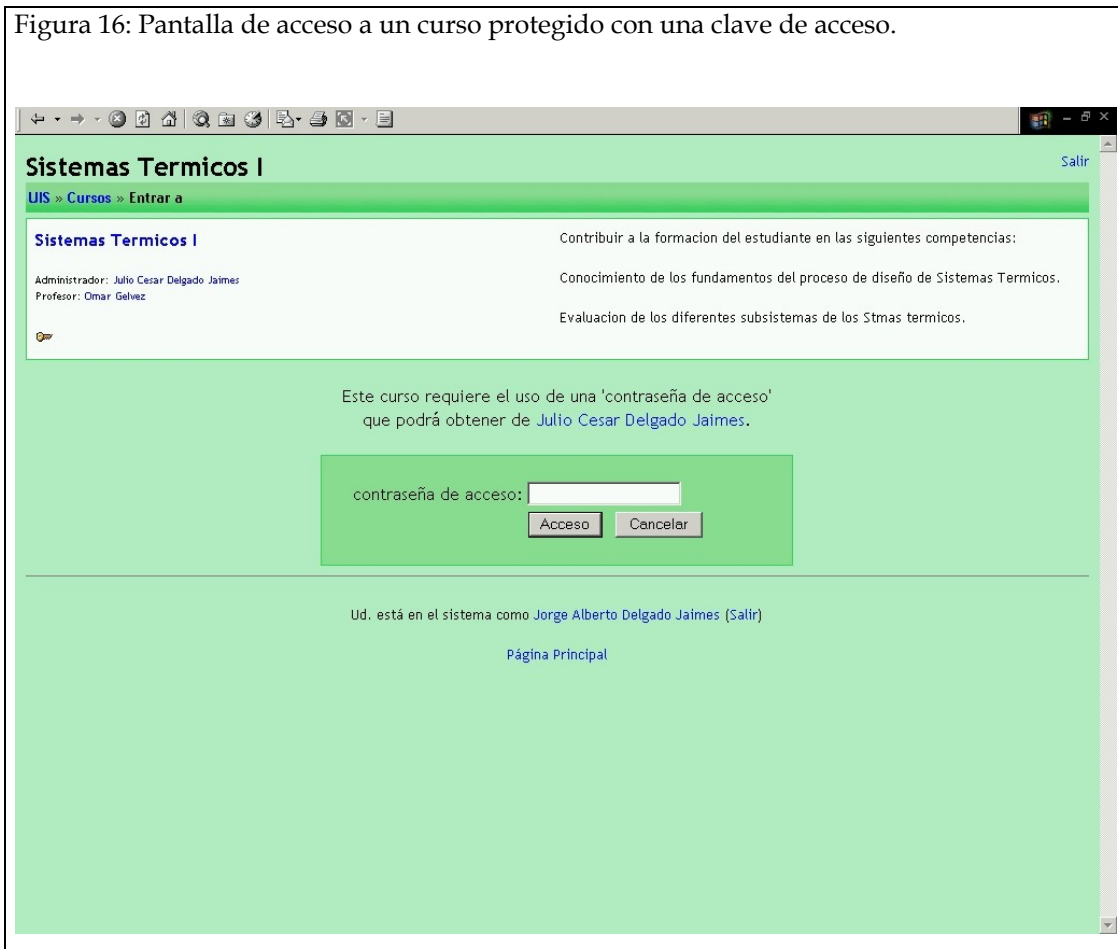 Figura 16: Pantalla de acceso a un curso protegido con una clave de acceso.
Sistemas Termicos I
Salir
UIS » Cursos » Entrar a
Sistemas Termicos I
Administrador: Julio Cesar Delgado Jaimes
Profesor: Omar Gelvez
Contribuir a la formacion del estudiante en las siguientes competencias:
Conocimiento de los fundamentos del proceso de diseño de Sistemas Termicos.
Evaluacion de los diferentes subsistemas de los Stmas termicos.
Este curso requiere el uso de una 'contraseña de acceso'
que podrá obtener de Julio Cesar Delgado Jaimes.
contraseña de acceso:
Acceso Cancelar
Ud. está en el sistema como Jorge Alberto Delgado Jaimes (Salir)
Página Principal